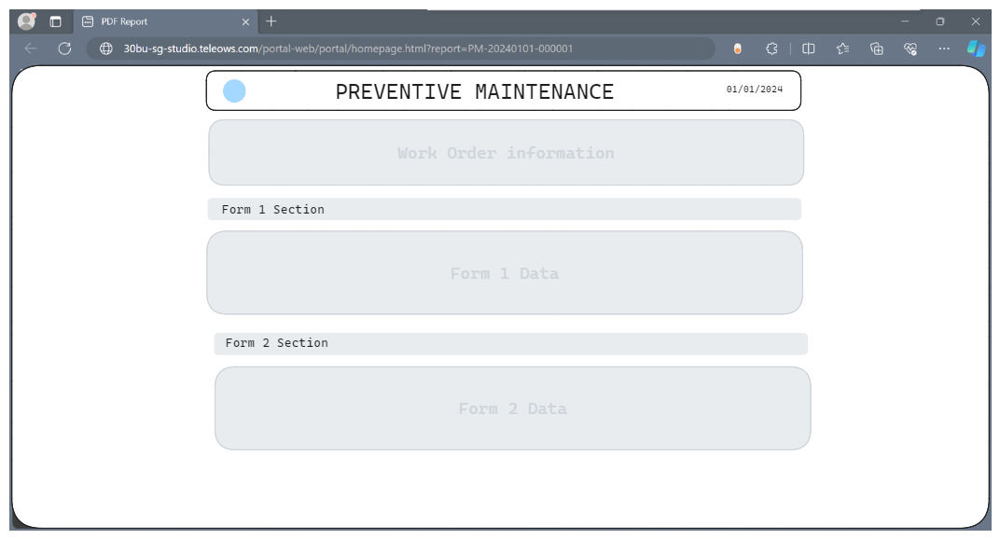 PDF Report
30bu-sg-studio.teleows.com/portal-web/portal/homepage.html?report=PM-20240101-000001
PREVENTIVE MAINTENANCE
01/01/2024
Work Order information
Form 1 Section
Form 1 Data
Form 2 Section
Form 2 Data